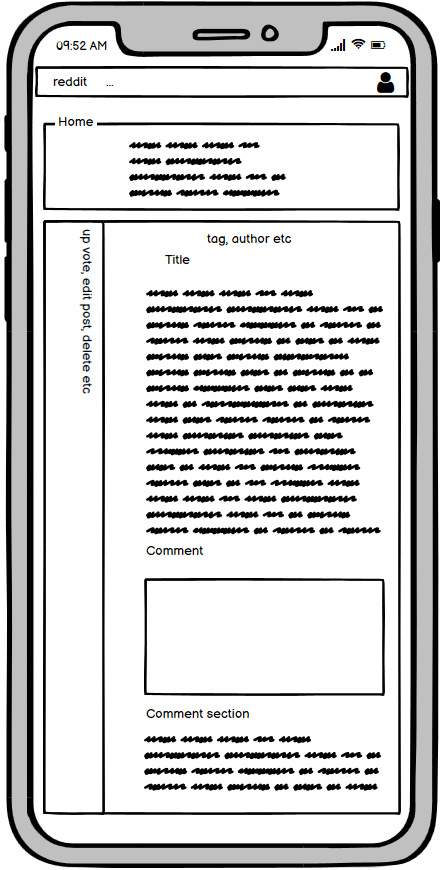 09:52 AM
reddit ...
Home
up vote, edit post, delete etc
tag, author etc
Title
Comment
Comment section